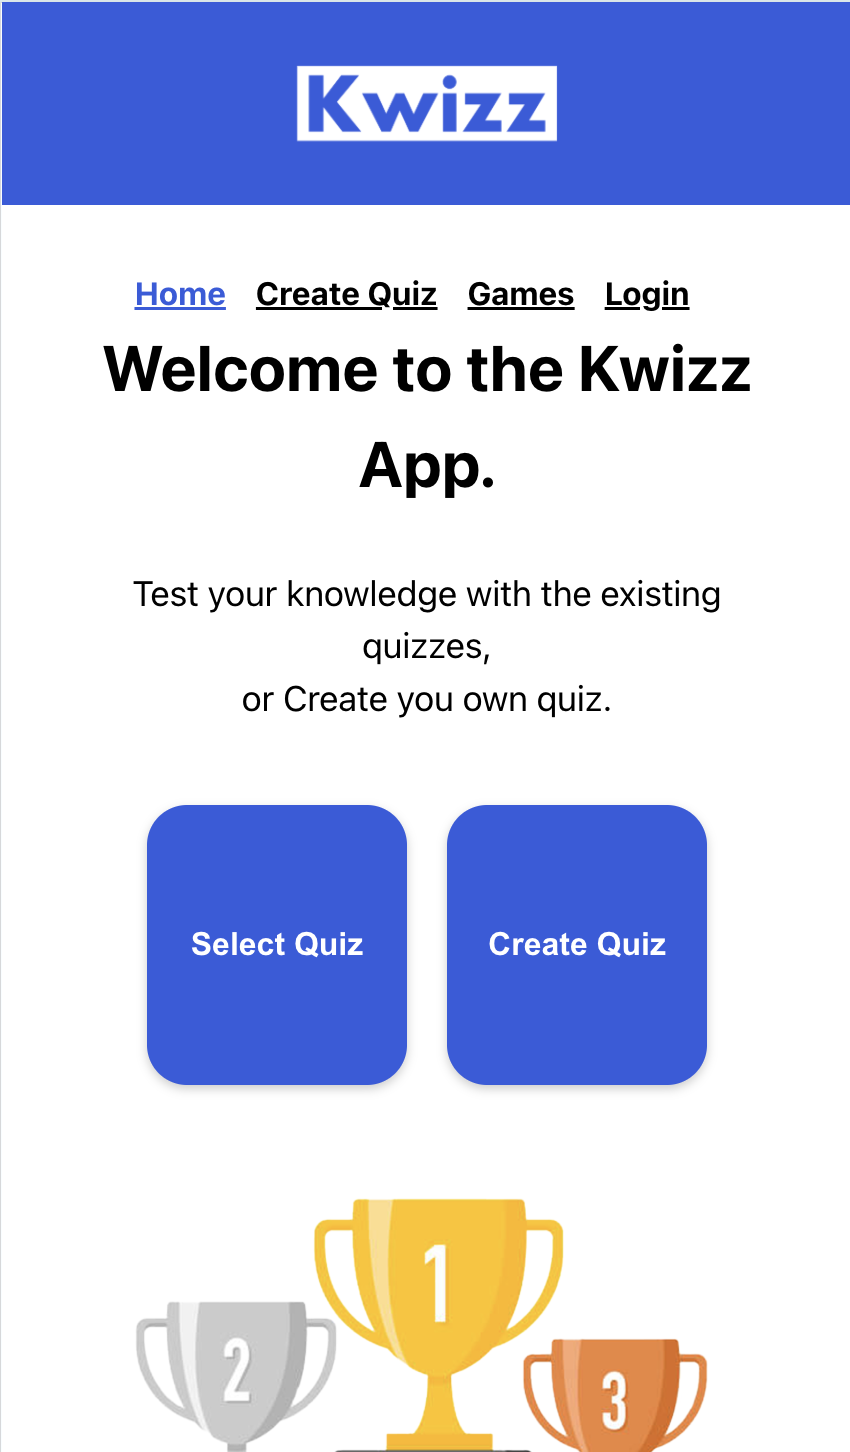 Kwizz
Home Create Quiz Games Login
Welcome to the Kwizz
App.
Test your knowledge with the existing
quizzes,
or Create you own quiz.
Select Quiz Create Quiz
1
2
3